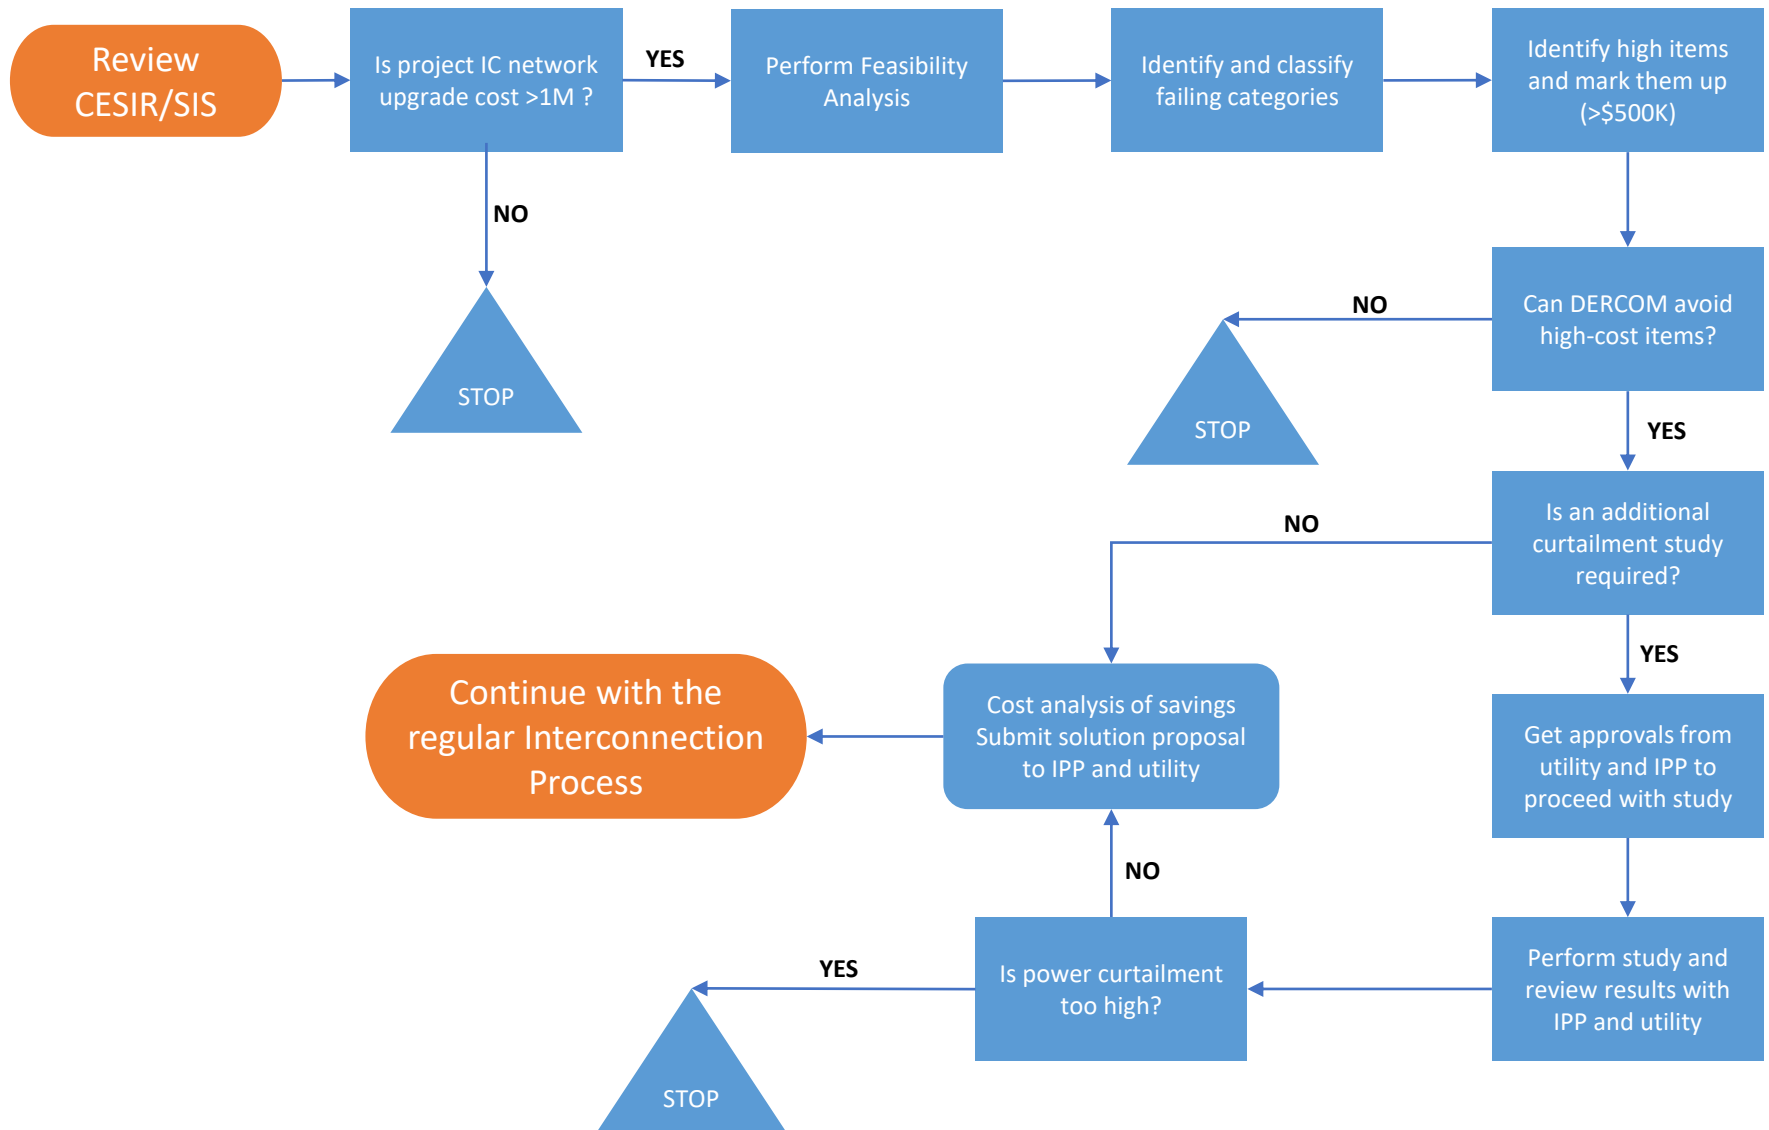 Review
CESIR/SIS
Is project IC network
upgrade cost >1M ?
YES
Perform Feasibility
Analysis
Identify and classify
failing categories
Identify high items
and mark them up
(>$500K)
NO
STOP
Can DERCOM avoid
high-cost items?
NO
STOP
YES
Is an additional
curtailment study
required?
NO
YES
Continue with the
regular Interconnection
Process
Cost analysis of savings
Submit solution proposal
to IPP and utility
Get approvals from
utility and IPP to
proceed with study
NO
Is power curtailment
too high?
YES
STOP
Perform study and
review results with
IPP and utility